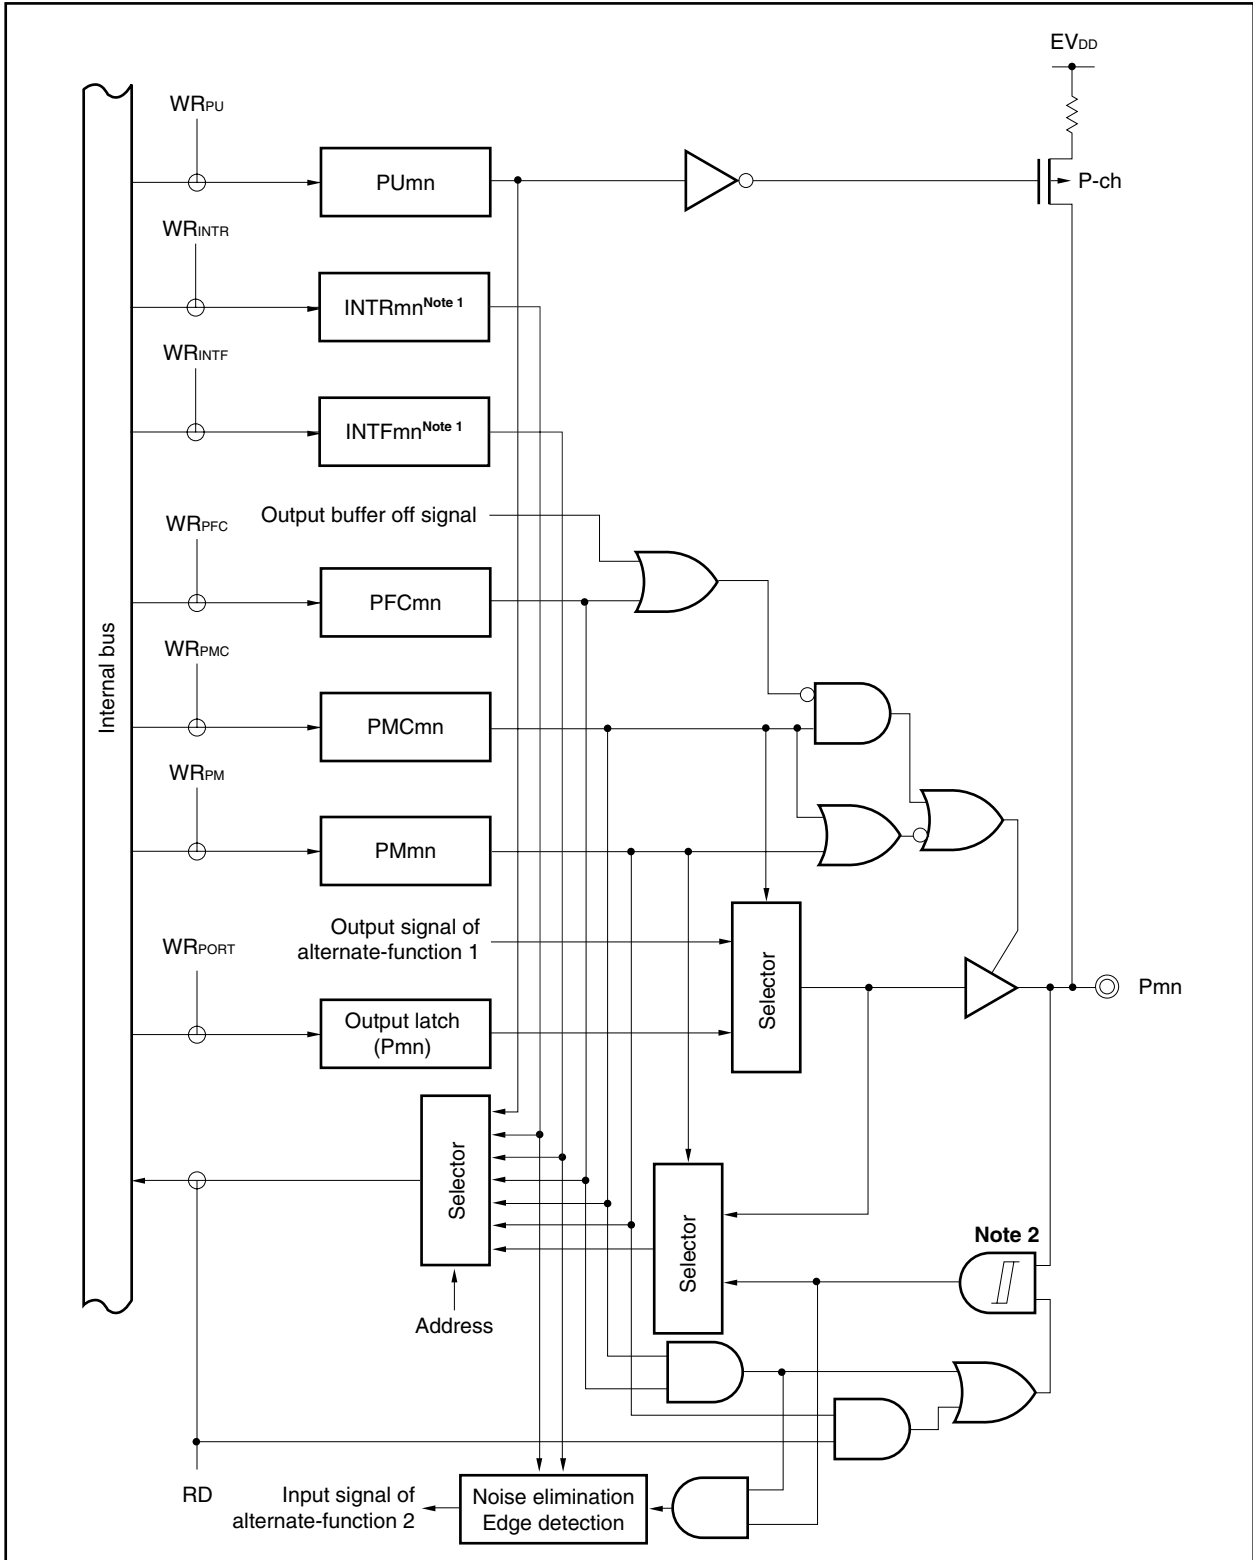 EVDD
WRPU
PUmn
P-ch
WRINTR
INTRmnNote 1
WRINTF
INTFmnNote 1
Output buffer off signal
WRPFC
PFCmn
Internal bus
WRPMC
PMCmn
WRPM
PMmn
Output signal of
alternate-function 1
WRPORT
Selector
Pmn
Output latch
(Pmn)
Selector
Selector
Note 2
Address
RD
Input signal of
alternate-function 2
Noise elimination
Edge detection